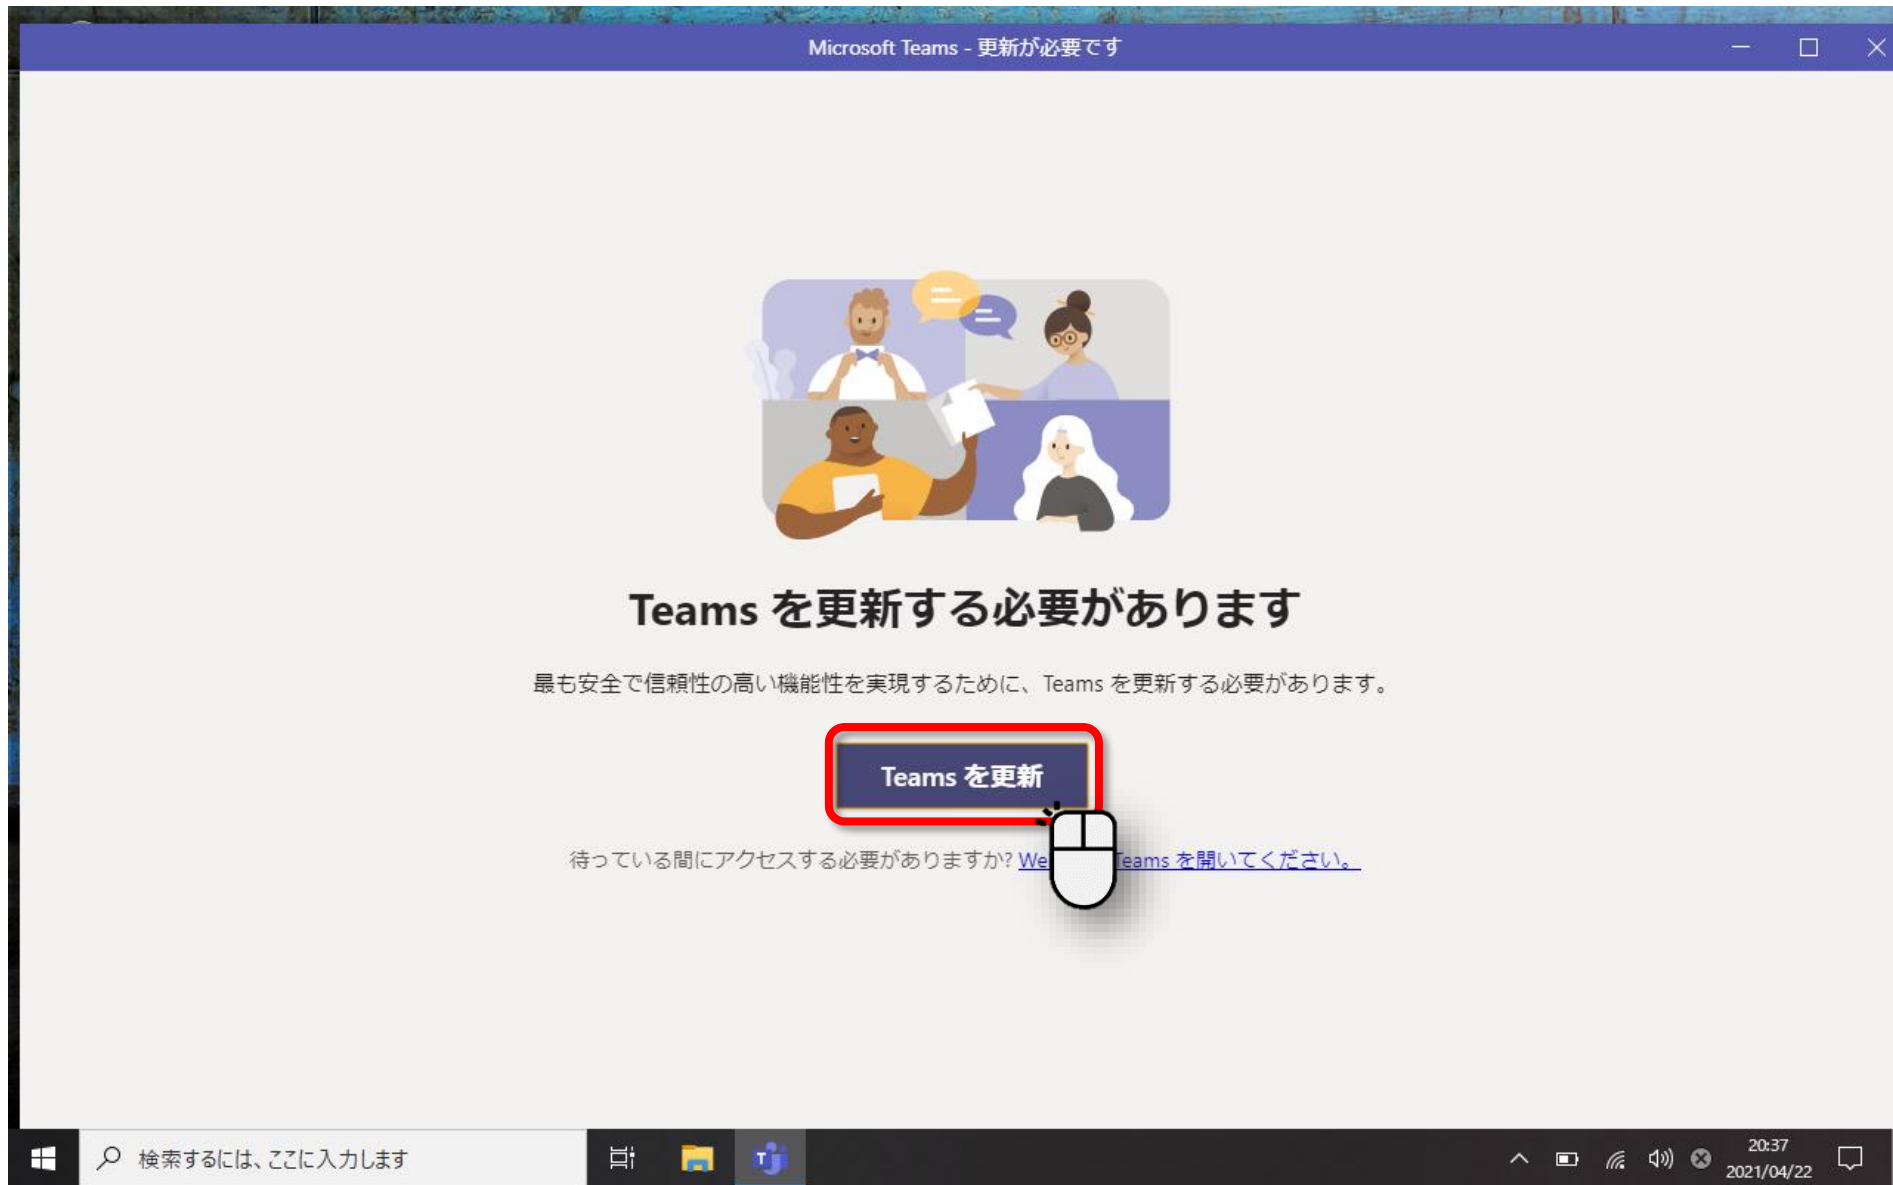 Microsoft Teams - 更新が必要です
Teams を更新する必要があります
最も安全で信頼性の高い機能性を実現するために、Teams を更新する必要があります。
Teams を更新
待っている間にアクセスする必要がありますか? We Teams を開いてください。
検索するには、ここに入力します
20:37
2021/04/22